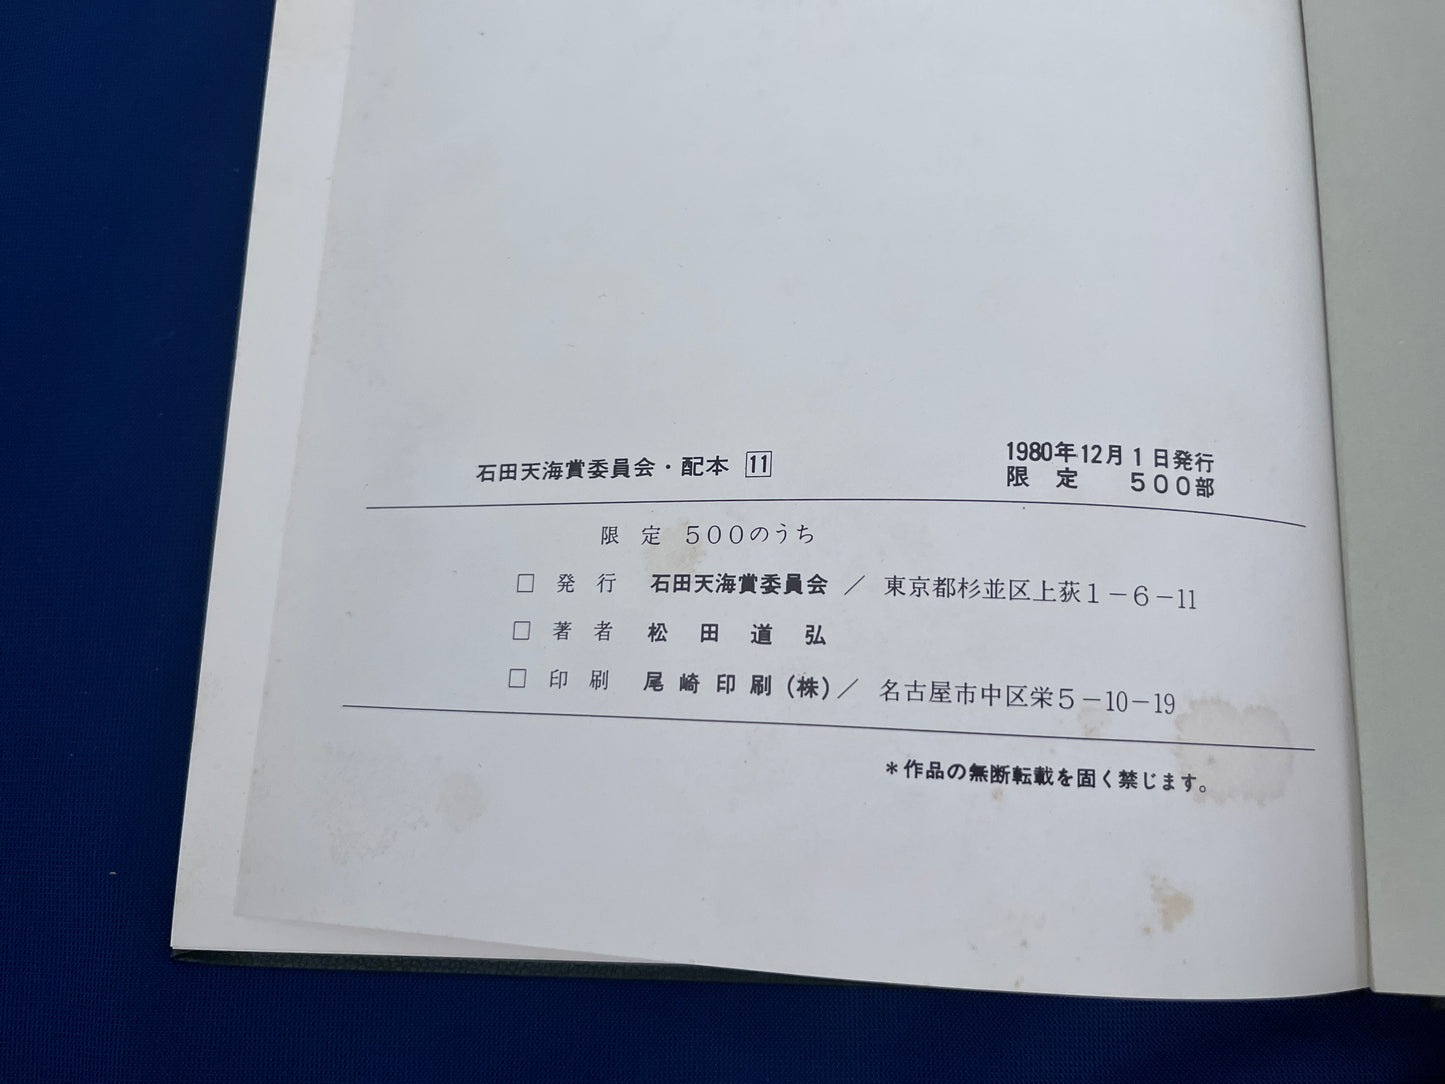 石田天海賞委員会・配本 11
1980年12月1日発行
限定 500部
限定 500のうち
□ 発行 石田天海賞委員会／東京都杉並区上荻1-6-11
□ 著者 松田道弘
□ 印刷 尾崎印刷(株)／名古屋市中区栄5-10-19
＊作品の無断転載を固く禁じます。